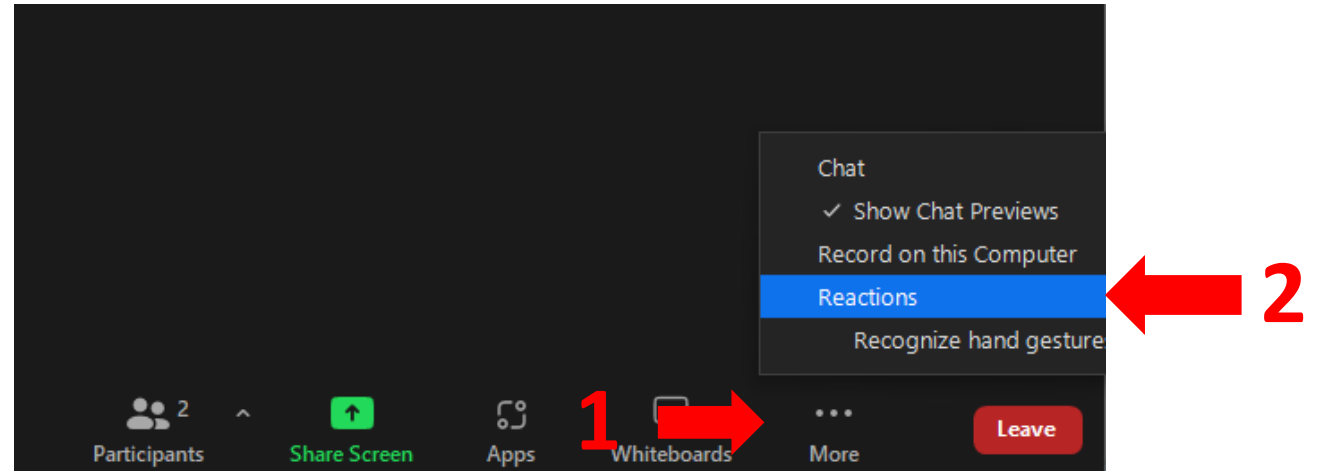 Chat
✓ Show Chat Previews
Record on this Computer
Reactions
2
Recognize hand gesture
2
1
Participants
Share Screen
Apps
Whiteboards
More
Leave